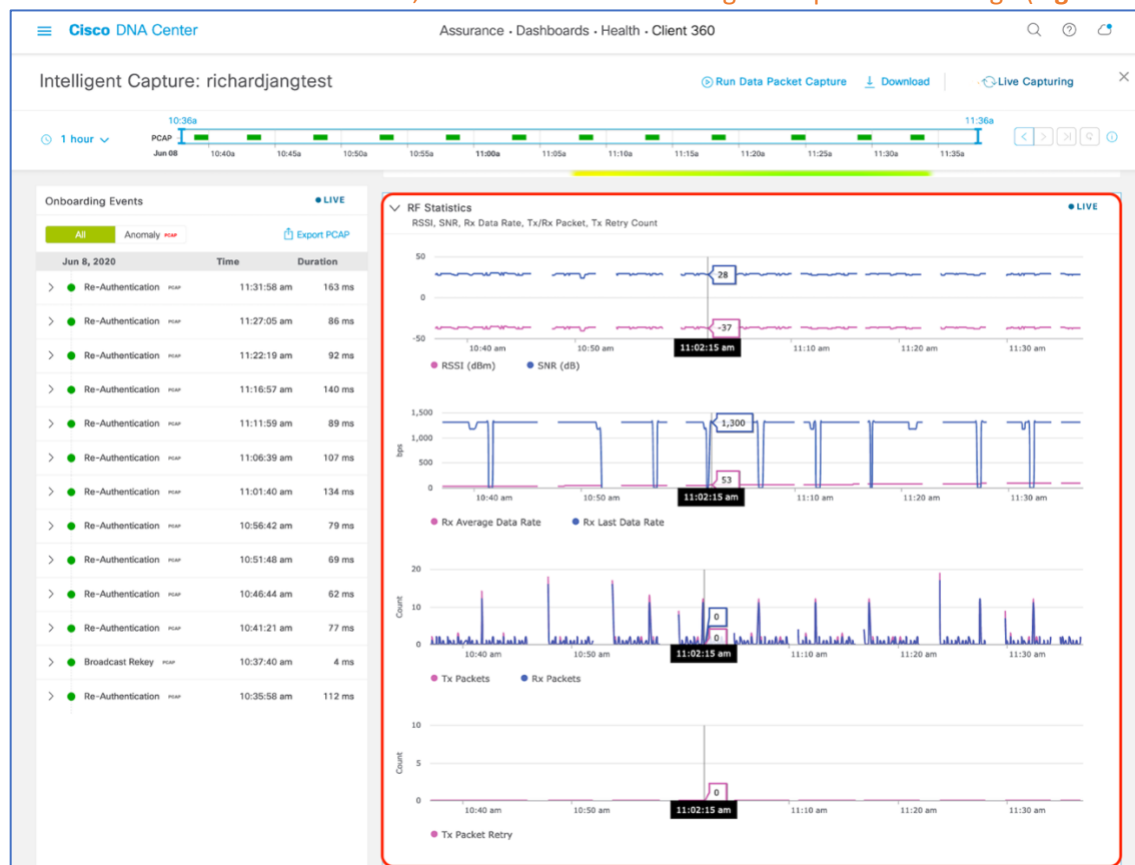 Cisco DNA Center
Assurance · Dashboards · Health · Client 360
Intelligent Capture: richardjangtest
Run Data Packet Capture
Download
Live Capturing
10:36a
11:36a
1 hour
PCAP
Jun 08
10:40a 10:45a 10:50a 10:55a 11:00a 11:05a 11:10a 11:15a 11:20a 11:25a 11:30a 11:35a
Onboarding Events
LIVE
All
Anomaly PCAP
Export PCAP
Jun 8, 2020 Time Duration
Re-Authentication PCAP 11:31:58 am 163 ms
Re-Authentication PCAP 11:27:05 am 86 ms
Re-Authentication PCAP 11:22:19 am 92 ms
Re-Authentication PCAP 11:16:57 am 140 ms
Re-Authentication PCAP 11:11:59 am 89 ms
Re-Authentication PCAP 11:06:39 am 107 ms
Re-Authentication PCAP 11:01:40 am 134 ms
Re-Authentication PCAP 10:56:42 am 79 ms
Re-Authentication PCAP 10:51:48 am 69 ms
Re-Authentication PCAP 10:46:44 am 62 ms
Re-Authentication PCAP 10:41:21 am 77 ms
Broadcast Rekey PCAP 10:37:40 am 4 ms
Re-Authentication PCAP 10:35:58 am 112 ms
RF Statistics
LIVE
RSSI, SNR, Rx Data Rate, Tx/Rx Packet, Tx Retry Count
50
28
0
-37
-50
10:40 am 10:50 am 11:02:15 am 11:10 am 11:20 am 11:30 am
RSSI (dBm) SNR (dB)
1,500
1,300
1,000
bps
500
53
0
10:40 am 10:50 am 11:02:15 am 11:10 am 11:20 am 11:30 am
Rx Average Data Rate Rx Last Data Rate
20
Count
10
0
0
0
10:40 am 10:50 am 11:02:15 am 11:10 am 11:20 am 11:30 am
Tx Packets Rx Packets
10
Count
5
0
0
10:40 am 10:50 am 11:02:15 am 11:10 am 11:20 am 11:30 am
Tx Packet Retry